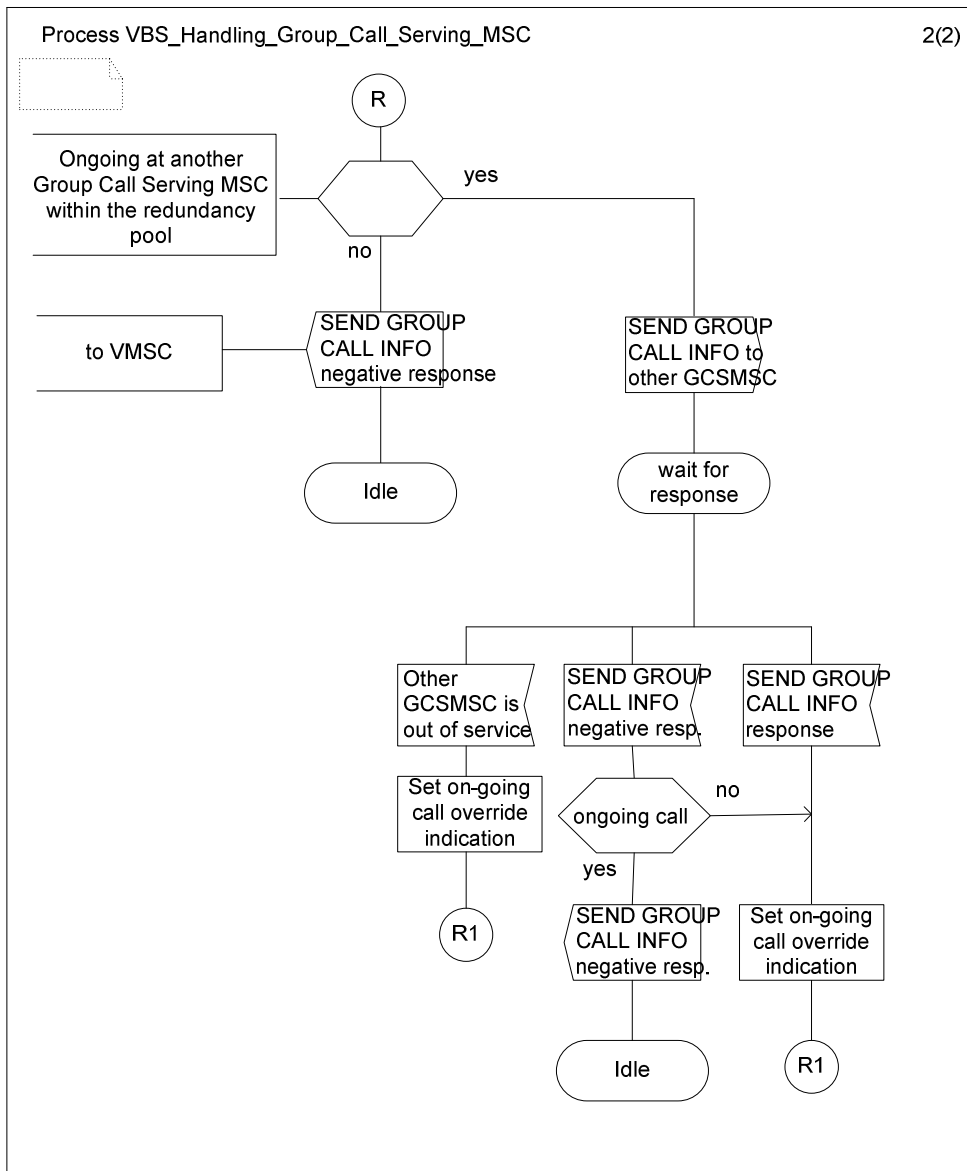 Process VBS_Handling_Group_Call_Serving_MSC
2(2)
R
Ongoing at another
Group Call Serving MSC
within the redundancy
pool
yes
no
to VMSC
SEND GROUP
CALL INFO
negative response
SEND GROUP
CALL INFO to
other GCSMSC
Idle
wait for
response
Other
GCSMSC is
out of service
SEND GROUP
CALL INFO
negative resp.
SEND GROUP
CALL INFO
response
Set on-going
call override
indication
ongoing call
no
yes
R1
SEND GROUP
CALL INFO
negative resp.
Set on-going
call override
indication
Idle
R1